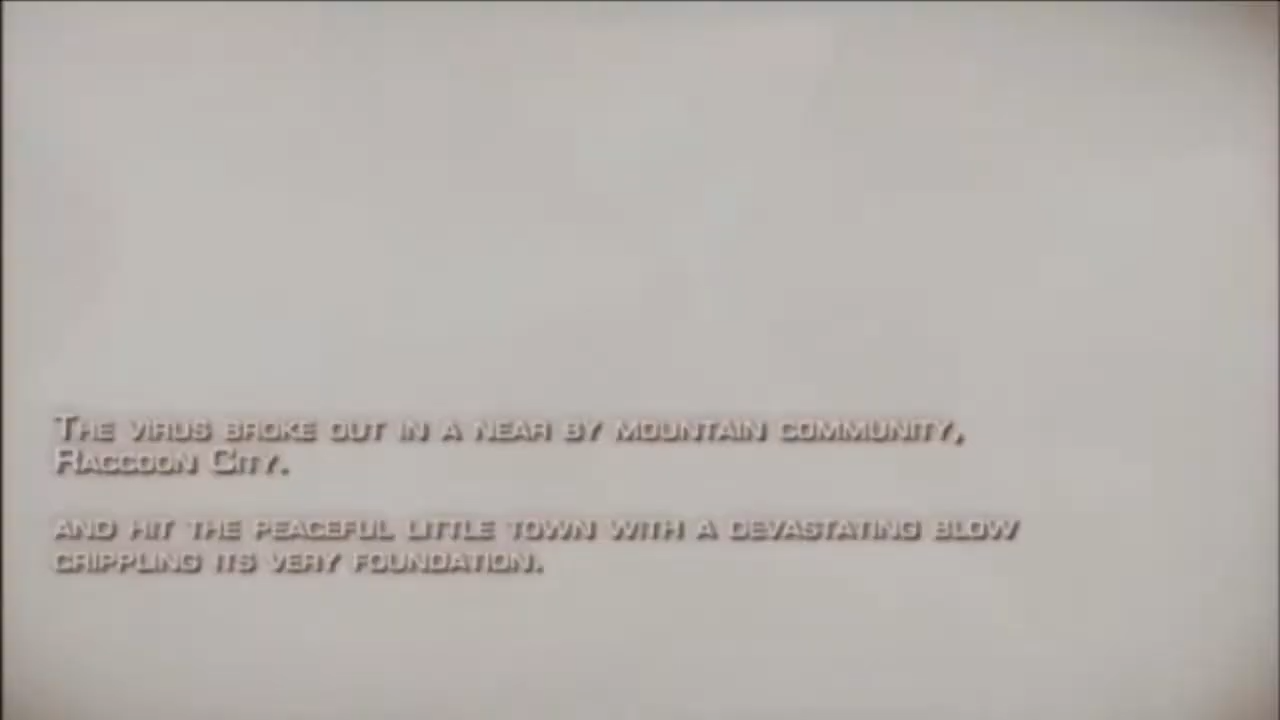 The virus broke out in a near by mountain community,
Raccoon City.
and hit the peaceful little town with a devastating blow
crippling its very foundation.